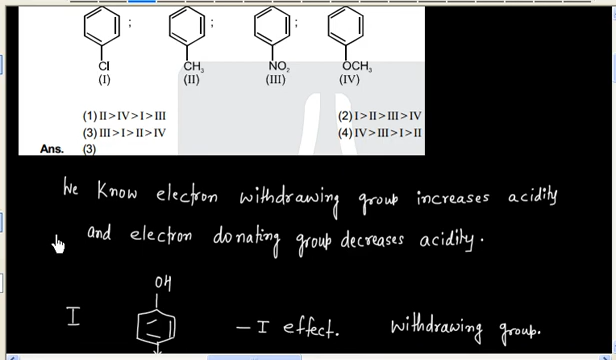 ; ; ;
Cl CH₃ NO₂ OCH₃
(I) (II) (III) (IV)
(1) II > IV > I > III (2) I > II > III > IV
(3) III > I > II > IV (4) IV > III > I > II
Ans. (3)
We Know electron withdrawing group increases acidity
and electron donating group decreases acidity.
OH
I – I effect. Withdrawing group.